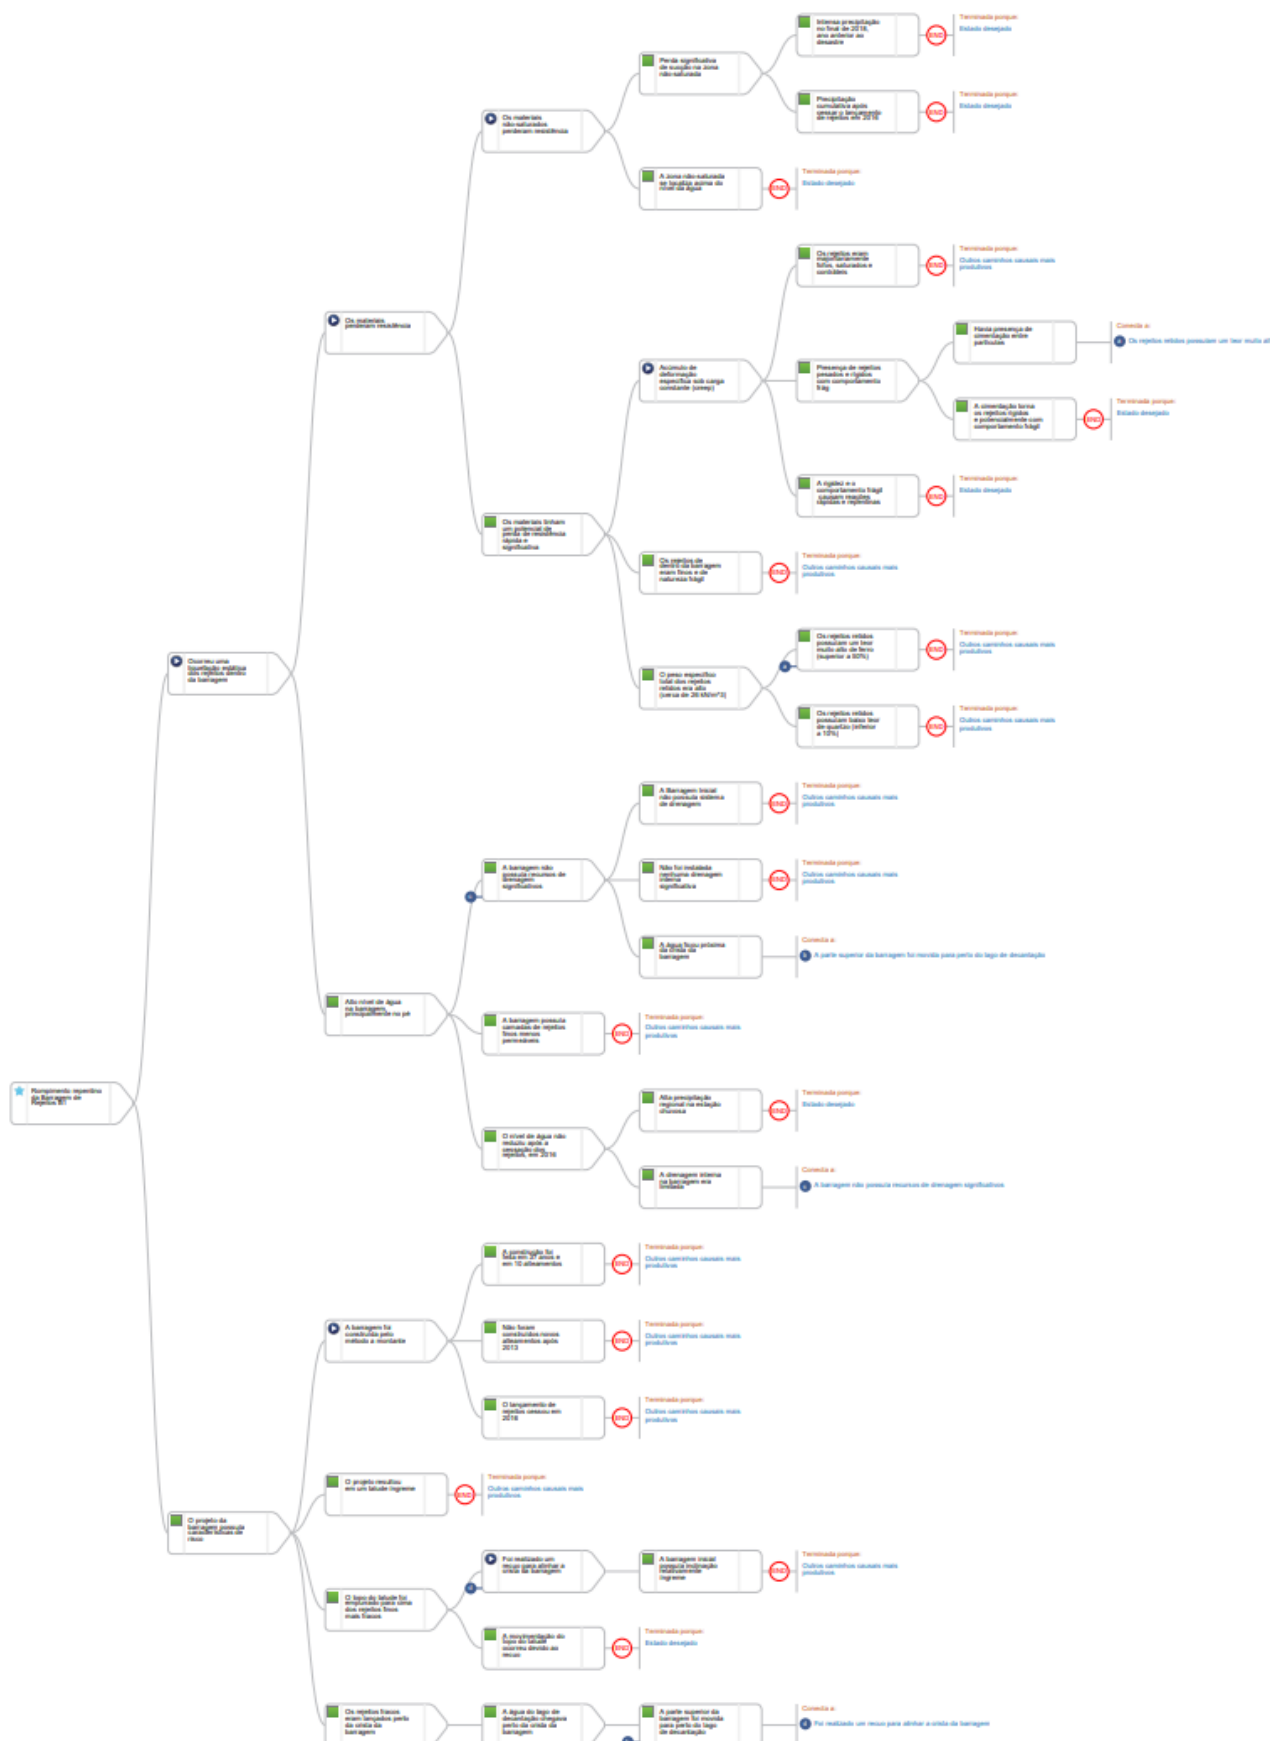 Intensa precipitação
no final de 2018,
ano anterior ao
desastre
Terminada porque:
Estado desejado
Perda significativa
de sucção na zona
não-saturada
Precipitação
cumulativa após
cessar o lançamento
de rejeitos em 2016
Terminada porque:
Estado desejado
Os materiais
não-saturados
perderam resistência
A zona não-saturada
se localiza acima do
nível da água
Terminada porque:
Estado desejado
Os rejeitos eram
majoritariamente
fofos, saturados e
contráteis
Terminada porque:
Outros caminhos causais mais
produtivos
Os materiais
perderam resistência
Havia presença de
cimentação entre
partículas
Conecta a:
Os rejeitos retidos possuíam um teor muito
Acúmulo de
deformação
específica sob carga
constante (creep)
Presença de rejeitos
pesados e rígidos
com comportamento
frág
A cimentação torna
os rejeitos rígidos
e potencialmente com
comportamento frágil
Terminada porque:
Estado desejado
A rigidez e o
comportamento frágil
causam reações
rápidas e repentinas
Terminada porque:
Estado desejado
Os materiais tinham
um potencial de
perda de resistência
rápida e
significativa
Os rejeitos de
dentro da barragem
eram finos e de
natureza frágil
Terminada porque:
Outros caminhos causais mais
produtivos
Os rejeitos retidos
possuíam um teor
muito alto de ferro
(superior a 50%)
Terminada porque:
Outros caminhos causais mais
produtivos
Ocorreu uma
liquefação estática
dos rejeitos dentro
da barragem
O peso específico
total dos rejeitos
retidos era alto
(cerca de 26 kN/m^3)
Os rejeitos retidos
possuíam baixo teor
de quartzo (inferior
a 10%)
Terminada porque:
Outros caminhos causais mais
produtivos
A Barragem Inicial
não possuía sistema
de drenagem
Terminada porque:
Outros caminhos causais mais
produtivos
A barragem não
possuía recursos de
drenagem
significativos
Não foi instalada
nenhuma drenagem
interna
significativa
Terminada porque:
Outros caminhos causais mais
produtivos
A água ficou próxima
da crista da
barragem
Conecta a:
A parte superior da barragem foi movida para perto do lago de decantação
Alto nível de água
na barragem,
principalmente no pé
A barragem possuía
camadas de rejeitos
finos menos
permeáveis
Terminada porque:
Outros caminhos causais mais
produtivos
Rompimento repentino
da Barragem de
Rejeitos B1
Alta precipitação
regional na estação
chuvosa
Terminada porque:
Estado desejado
O nível de água não
reduziu após a
cessação dos
rejeitos, em 2016
A drenagem interna
na barragem era
limitada
Conecta a:
A barragem não possuía recursos de drenagem significativos
A construção foi
feita em 37 anos e
em 10 alteamentos
Terminada porque:
Outros caminhos causais mais
produtivos
A barragem foi
construída pelo
método a montante
Não foram
construídos novos
alteamentos após
2013
Terminada porque:
Outros caminhos causais mais
produtivos
O lançamento de
rejeitos cessou em
2016
Terminada porque:
Outros caminhos causais mais
produtivos
O projeto resultou
em um talude íngreme
Terminada porque:
Outros caminhos causais mais
produtivos
O projeto da
barragem possuía
características de
risco
Foi realizado um
recuo para alinhar a
crista da barragem
A barragem inicial
possuía inclinação
relativamente
íngreme
Terminada porque:
Outros caminhos causais mais
produtivos
O topo do talude foi
empurrado para cima
dos rejeitos finos
mais fracos
A movimentação do
topo do talude
ocorreu devido ao
recuo
Terminada porque:
Estado desejado
Os rejeitos fracos
eram lançados perto
da crista da
barragem
A água do lago de
decantação chegava
perto da crista da
barragem
A parte superior da
barragem foi movida
para perto do lago
de decantação
Conecta a:
Foi realizado um recuo para alinhar a crista da barragem